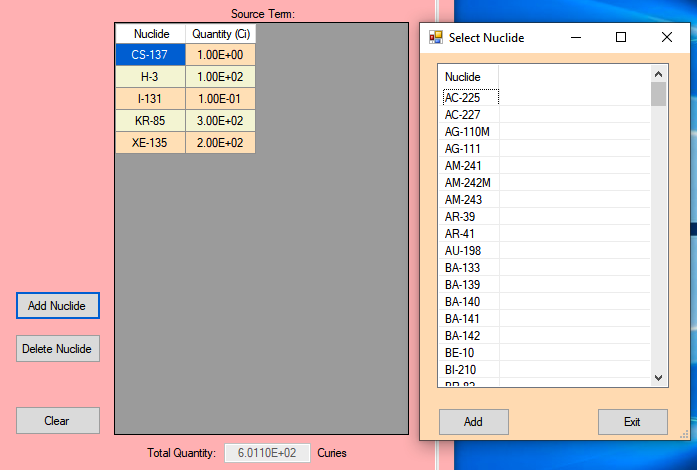 Source Term:
Nuclide Quantity (Ci)
CS-137 1.00E+00
H-3 1.00E+02
I-131 1.00E-01
KR-85 3.00E+02
XE-135 2.00E+02
Add Nuclide
Delete Nuclide
Clear
Total Quantity: 6.0110E+02 Curies
Select Nuclide
Nuclide
AC-225
AC-227
AG-110M
AG-111
AM-241
AM-242M
AM-243
AR-39
AR-41
AU-198
BA-133
BA-139
BA-140
BA-141
BA-142
BE-10
BI-210
BR-82
Add Exit